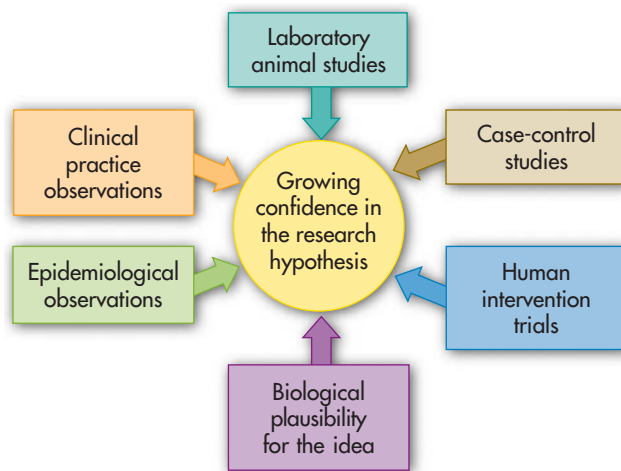 Laboratory
animal studies
Clinical
practice
observations
Case-control
studies
Growing
confidence in
the research
hypothesis
Epidemiological
observations
Human
intervention
trials
Biological
plausibility
for the idea